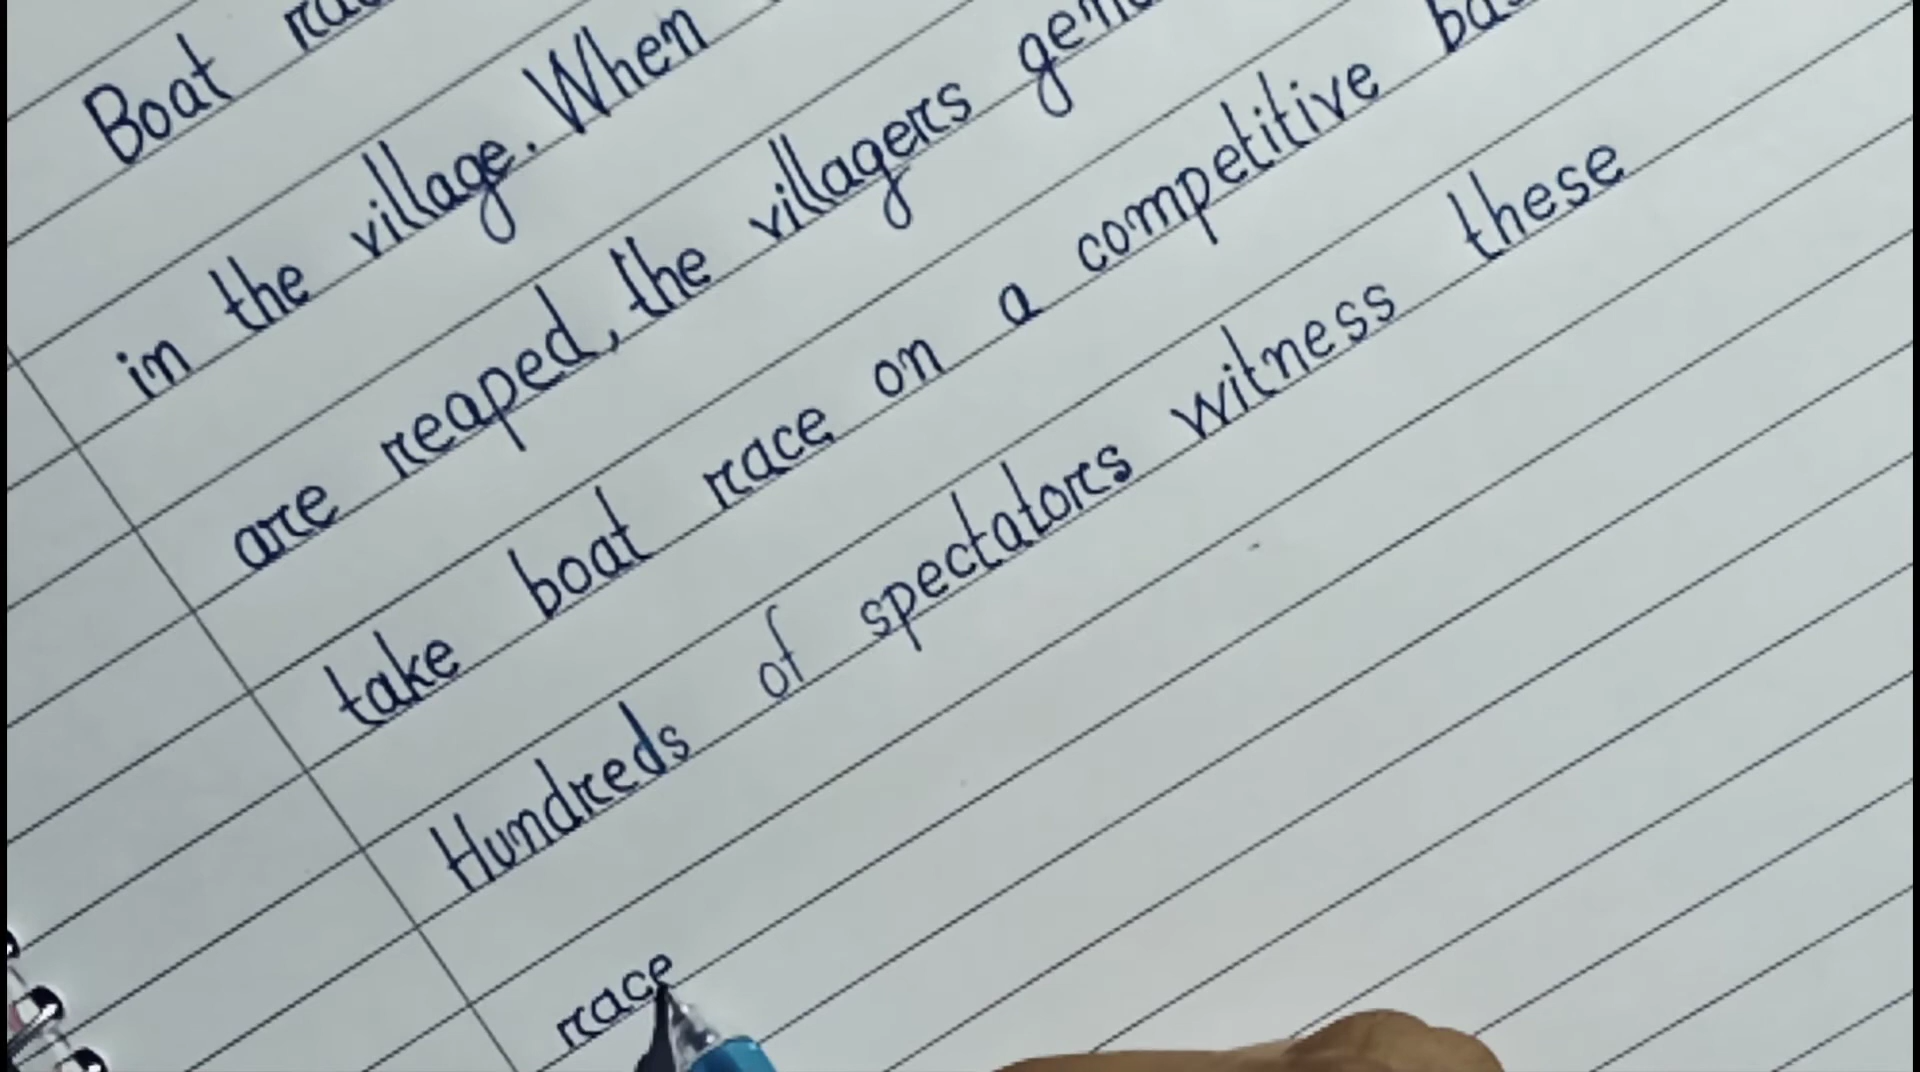 Boat
in the village. When
are reaped, the villagers
take boat race on a competitive
Hundreds of spectators witness these
race